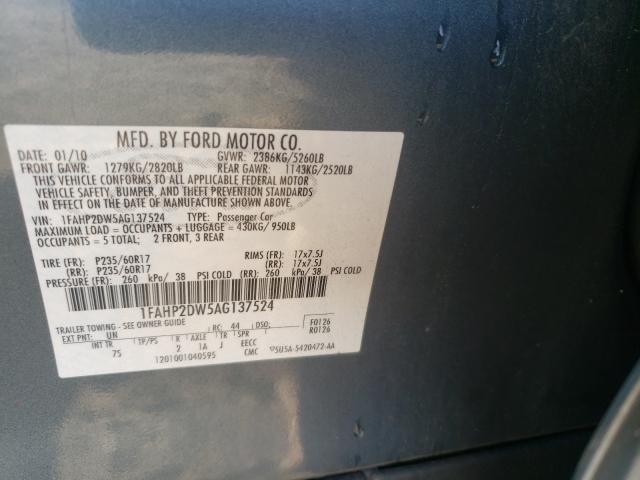 MFD. BY FORD MOTOR CO.
DATE: 01/10 GVWR: 2386KG/5260LB
FRONT GAWR: 1279KG/2820LB REAR GAWR: 1143KG/2520LB
THIS VEHICLE CONFORMS TO ALL APPLICABLE FEDERAL MOTOR
VEHICLE SAFETY, BUMPER, AND THEFT PREVENTION STANDARDS
IN EFFECT ON THE DATE OF MANUFACTURE SHOWN ABOVE.
VIN: 1FAHP2DW5AG137524 TYPE: Passenger Car
MAXIMUM LOAD = OCCUPANTS + LUGGAGE = 430KG/ 950LB
OCCUPANTS = 5 TOTAL: 2 FRONT, 3 REAR
TIRE (FR): P235/60R17 RIMS (FR): 17x7.5J
(RR): P235/60R17 (RR): 17x7.5J
PRESSURE (FR): 260 kPa/ 38 PSI COLD (RR): 260 kPa/ 38 PSI COLD
1FAHP2DW5AG137524
TRAILER TOWING - SEE OWNER GUIDE RC: 44 DSO: F0126
EXT PNT: UN R0126
INT TR TP/PS R AXLE TR SPR EECC
75 2 1A J CMC 5U5A-5420472-AA
1201001040595